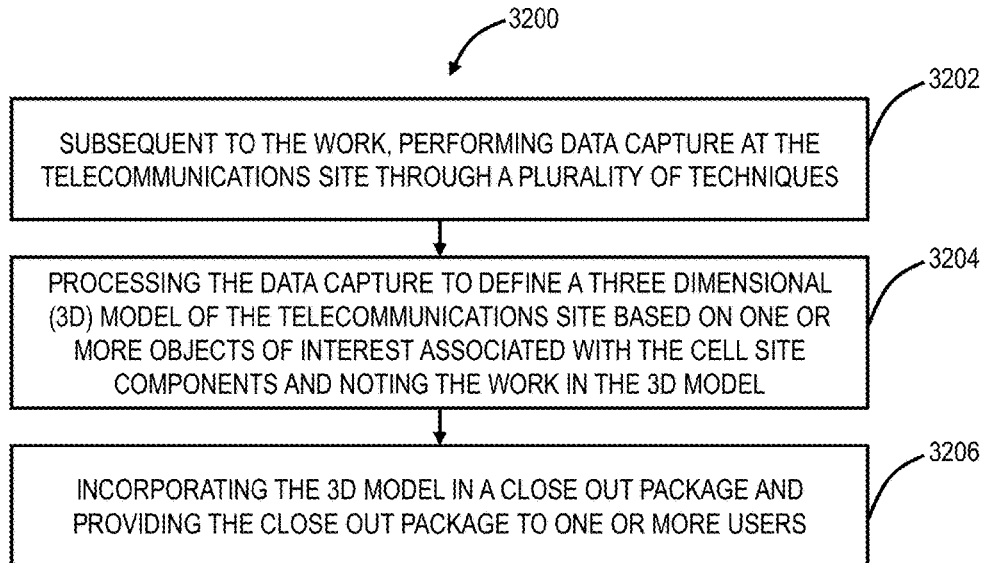 3200
3202
SUBSEQUENT TO THE WORK, PERFORMING DATA CAPTURE AT THE
TELECOMMUNICATIONS SITE THROUGH A PLURALITY OF TECHNIQUES
3204
PROCESSING THE DATA CAPTURE TO DEFINE A THREE DIMENSIONAL
(3D) MODEL OF THE TELECOMMUNICATIONS SITE BASED ON ONE OR
MORE OBJECTS OF INTEREST ASSOCIATED WITH THE CELL SITE
COMPONENTS AND NOTING THE WORK IN THE 3D MODEL
3206
INCORPORATING THE 3D MODEL IN A CLOSE OUT PACKAGE AND
PROVIDING THE CLOSE OUT PACKAGE TO ONE OR MORE USERS